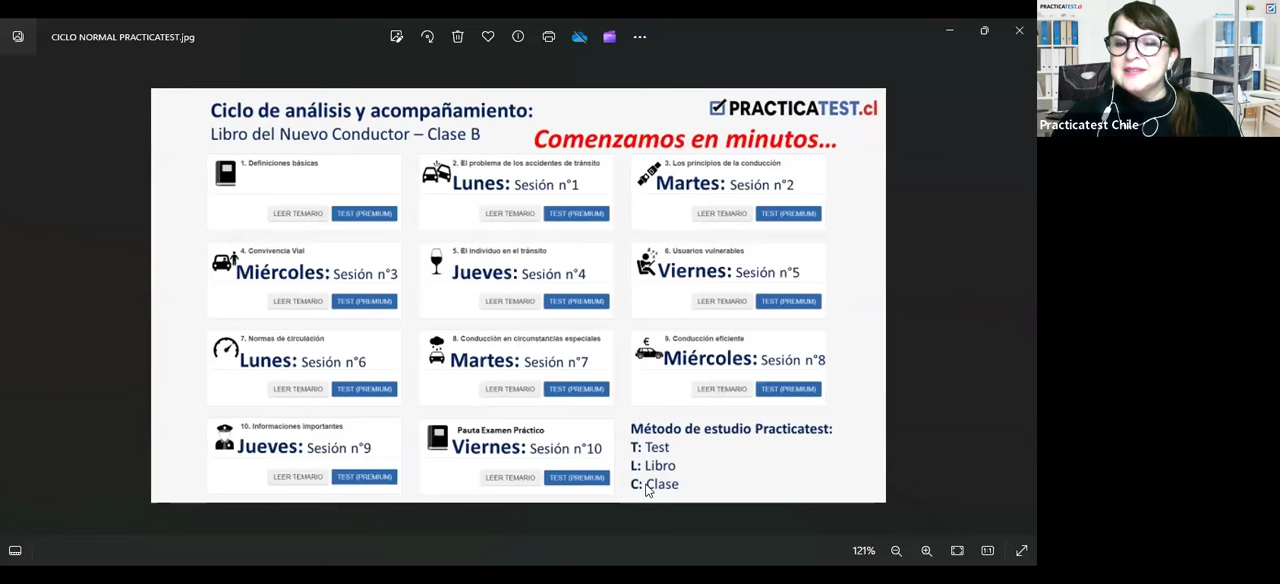 CICLO NORMAL PRACTICATEST.jpg
PRACTICATEST.cl
Practicatest Chile
Ciclo de análisis y acompañamiento:
Libro del Nuevo Conductor – Clase B
PRACTICATEST.cl
Comenzamos en minutos...
1. Definiciones básicas
LEER TEMARIO TEST (PREMIUM)
2. El problema de los accidentes de tránsito
Lunes: Sesión n°1
LEER TEMARIO TEST (PREMIUM)
3. Los principios de la conducción
Martes: Sesión n°2
LEER TEMARIO TEST (PREMIUM)
4. Convivencia Vial
Miércoles: Sesión n°3
LEER TEMARIO TEST (PREMIUM)
5. El individuo en el tránsito
Jueves: Sesión n°4
LEER TEMARIO TEST (PREMIUM)
6. Usuarios vulnerables
Viernes: Sesión n°5
LEER TEMARIO TEST (PREMIUM)
7. Normas de circulación
Lunes: Sesión n°6
LEER TEMARIO TEST (PREMIUM)
8. Conducción en circunstancias especiales
Martes: Sesión n°7
LEER TEMARIO TEST (PREMIUM)
9. Conducción eficiente
Miércoles: Sesión n°8
LEER TEMARIO TEST (PREMIUM)
10. Informaciones importantes
Jueves: Sesión n°9
LEER TEMARIO TEST (PREMIUM)
Pauta Examen Práctico
Viernes: Sesión n°10
LEER TEMARIO TEST (PREMIUM)
Método de estudio Practicatest:
T: Test
L: Libro
C: Clase
121%
1:1